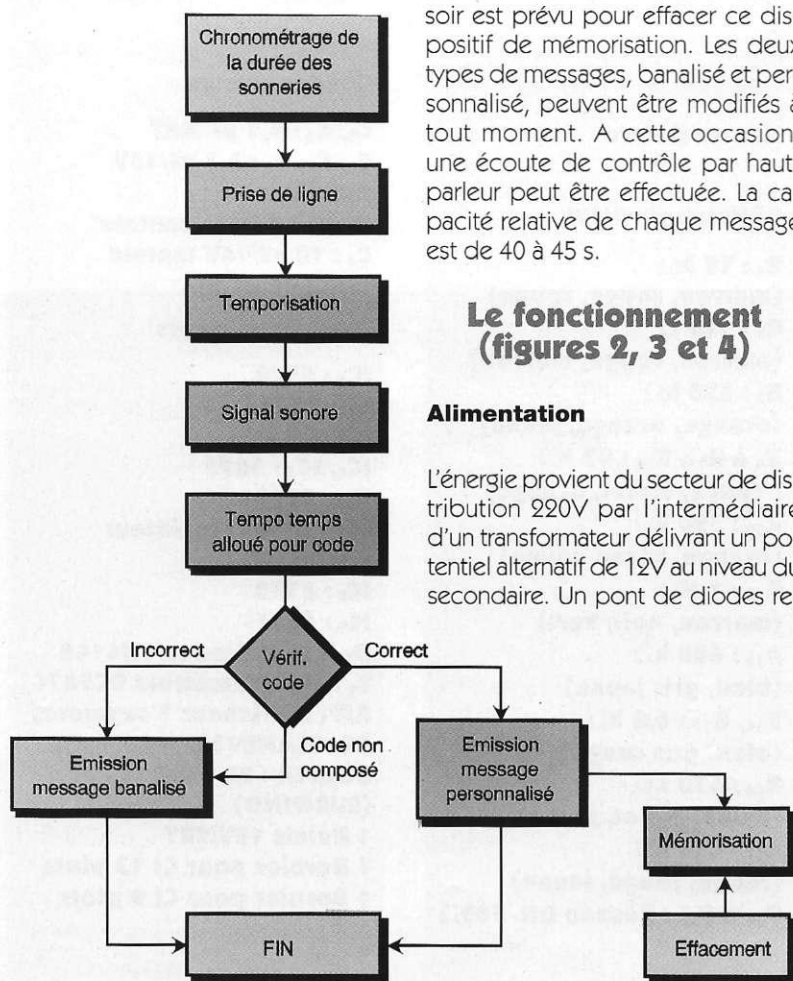 Chronométrage de
la durée des
sonneries
Prise de ligne
Temporisation
Signal sonore
Tempo temps
alloué pour code
Incorrect
Vérif.
code
Correct
Code non
composé
Emission
message banalisé
Emission
message
personnalisé
Mémorisation
Effacement
FIN
soir est prévu pour effacer ce dis
positif de mémorisation. Les deux
types de messages, banalisé et per
sonnalisé, peuvent être modifiés à
tout moment. A cette occasion
une écoute de contrôle par haut
parleur peut être effectuée. La ca
pacité relative de chaque message
est de 40 à 45 s.
Le fonctionnement
(figures 2, 3 et 4)
Alimentation
L'énergie provient du secteur de dis
tribution 220V par l'intermédiaire
d'un transformateur délivrant un po
tentiel alternatif de 12V au niveau du
secondaire. Un pont de diodes re